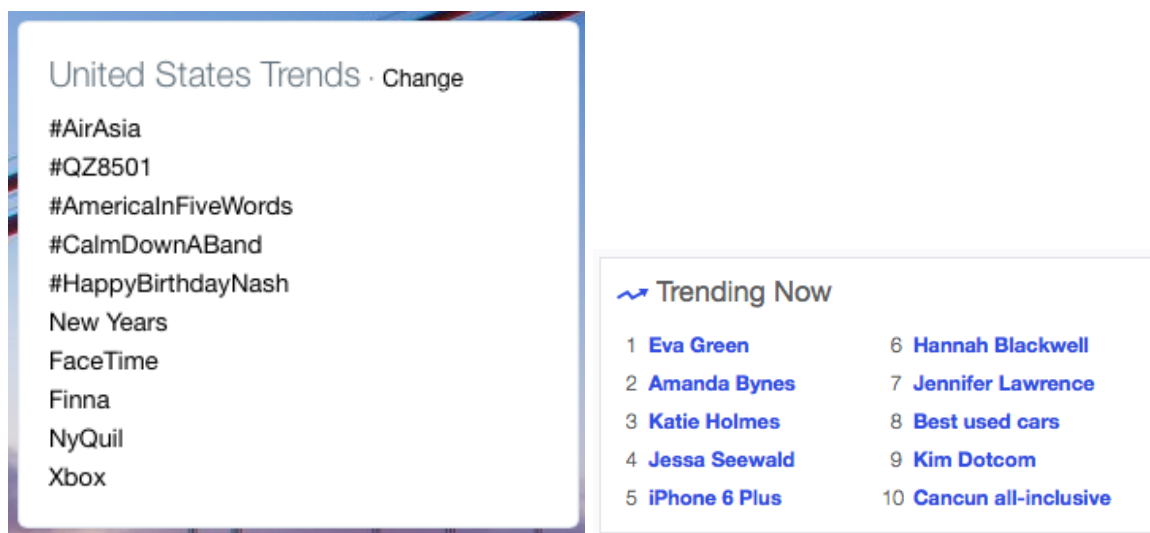 United States Trends · Change
#AirAsia
#QZ8501
#AmericaInFiveWords
#CalmDownABand
#HappyBirthdayNash
New Years
FaceTime
Finna
NyQuil
Xbox
Trending Now
1 Eva Green
2 Amanda Bynes
3 Katie Holmes
4 Jessa Seewald
5 iPhone 6 Plus
6 Hannah Blackwell
7 Jennifer Lawrence
8 Best used cars
9 Kim Dotcom
10 Cancun all-inclusive